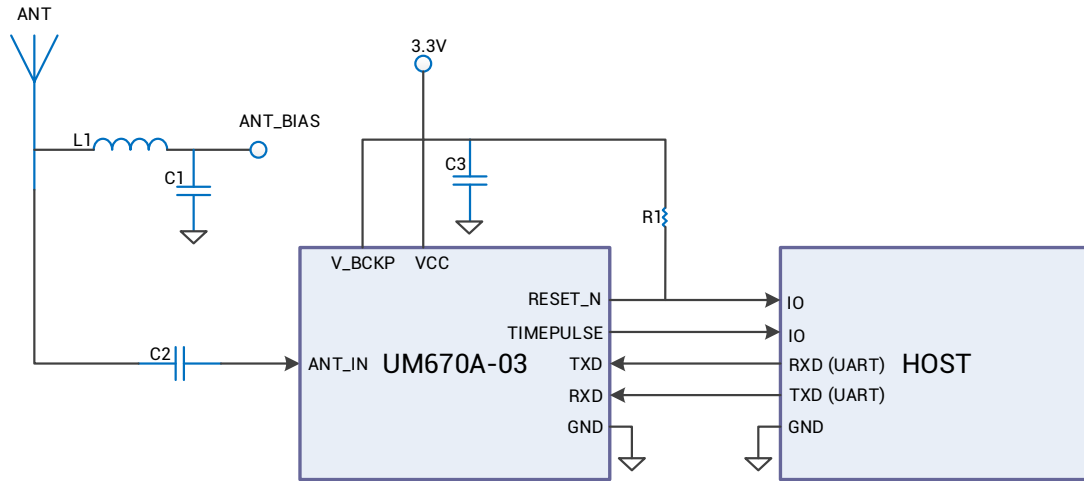 ANT
3.3V
ANT_BIAS
L1
C1
C3
R1
V_BCKP VCC
RESET_N
IO
TIMEPULSE
IO
C2
ANT_IN
UM670A-03
TXD
RXD (UART)
HOST
RXD
TXD (UART)
GND
GND